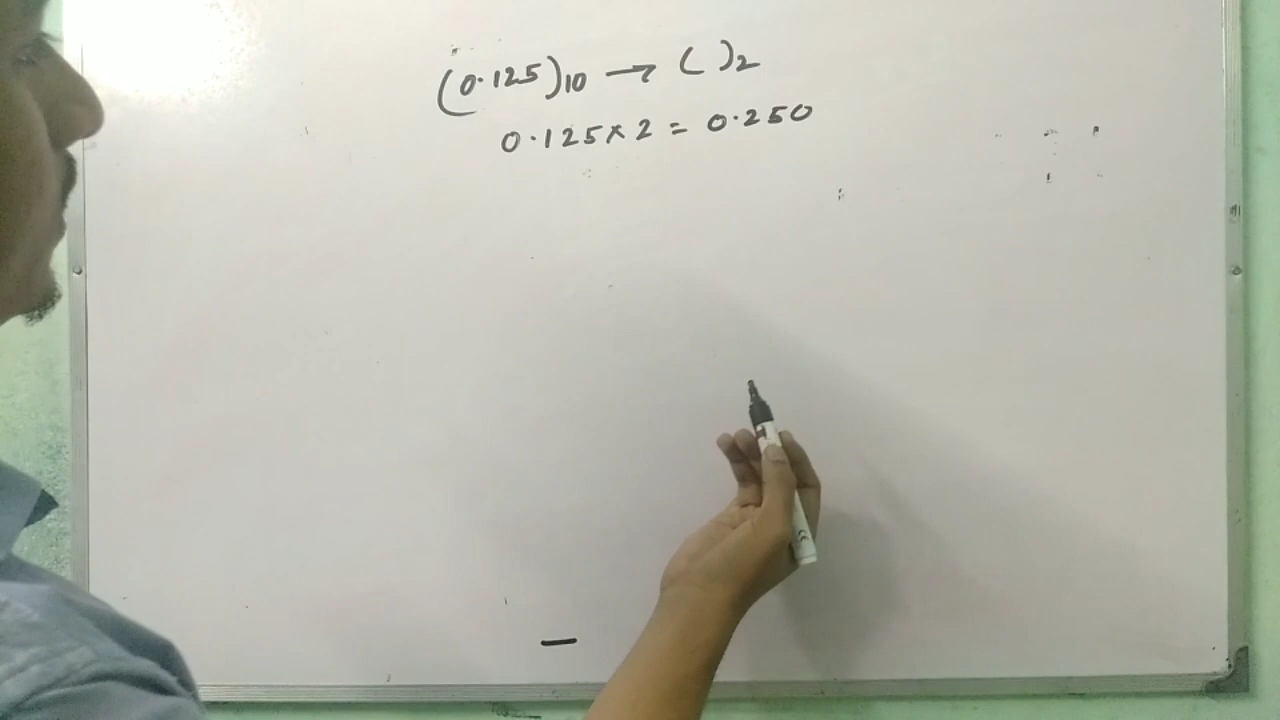 (0.125)10 → ( )2
0.125 × 2 = 0.250